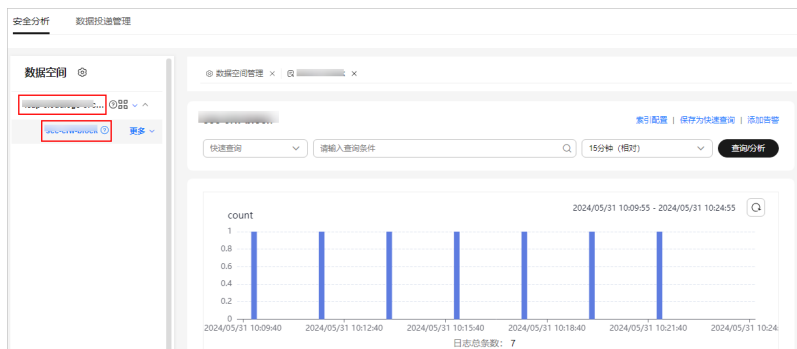 安全分析 数据投递管理
数据空间
数据空间管理 ×
×
更多
索引配置 | 保存为快速查询 | 添加告警
快速查询 请输入查询条件 15分钟（相对） 查询/分析
2024/05/31 10:09:55 - 2024/05/31 10:24:55
count
1
0.8
0.6
0.4
0.2
0
2024/05/31 10:09:40 2024/05/31 10:12:40 2024/05/31 10:15:40 2024/05/31 10:18:40 2024/05/31 10:21:40 2024/05/31 10:24:
日志总条数： 7